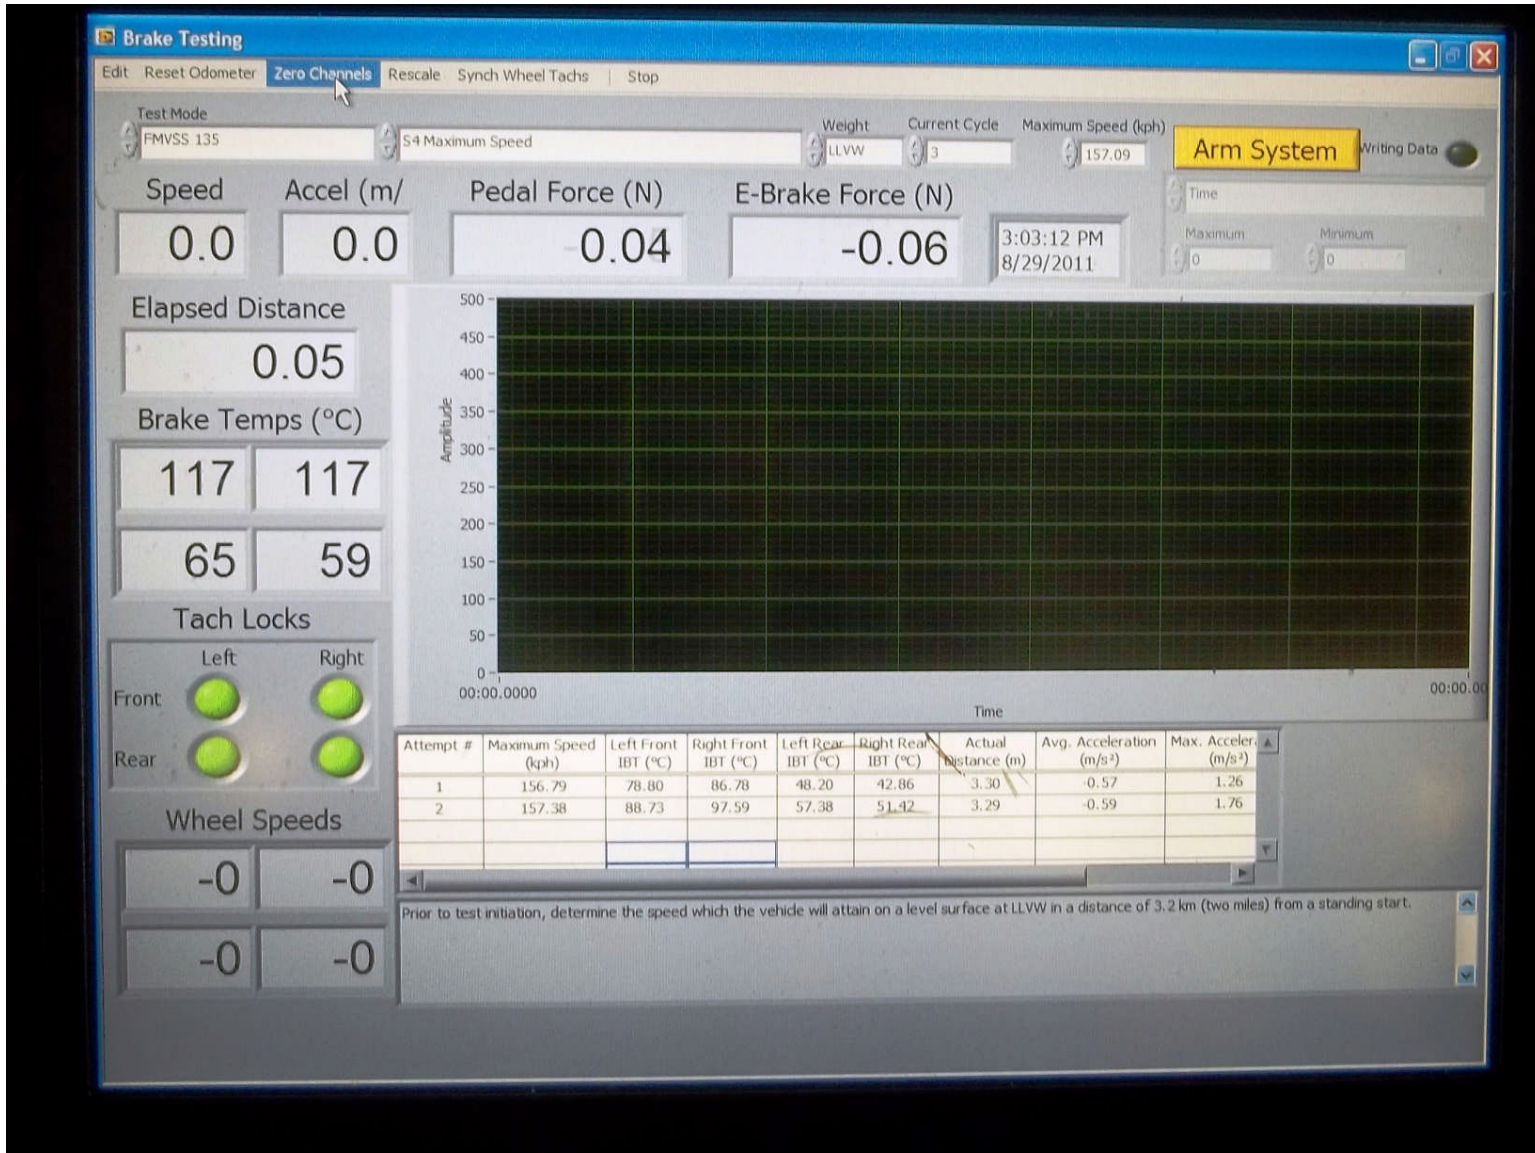 Brake Testing
Edit Reset Odometer Zero Channels Rescale Synch Wheel Tachs Stop
Test Mode
FMVSS 135
S4 Maximum Speed
Weight
LLVW
Current Cycle
3
Maximum Speed (kph)
157.09
Arm System
Writing Data
Speed
0.0
Accel (m/
0.0
Pedal Force (N)
-0.04
E-Brake Force (N)
-0.06
3:03:12 PM
8/29/2011
Time
Maximum
0
Minimum
0
Elapsed Distance
0.05
Brake Temps (°C)
117 117
65 59
Tach Locks
Left Right
Front
Rear
Wheel Speeds
-0 -0
-0 -0
500
450
400
350
300
250
200
150
100
50
0
Amplitude
00:00.0000
00:00.00
Time
Attempt # Maximum Speed (kph) Left Front IBT (°C) Right Front IBT (°C) Left Rear IBT (°C) Right Rear IBT (°C) Actual Distance (m) Avg. Acceleration (m/s²) Max. Acceler (m/s²)
1 156.79 78.80 86.78 48.20 42.86 3.30 -0.57 1.26
2 157.38 88.73 97.59 57.38 51.42 3.29 -0.59 1.76
Prior to test initiation, determine the speed which the vehicle will attain on a level surface at LLVW in a distance of 3.2 km (two miles) from a standing start.